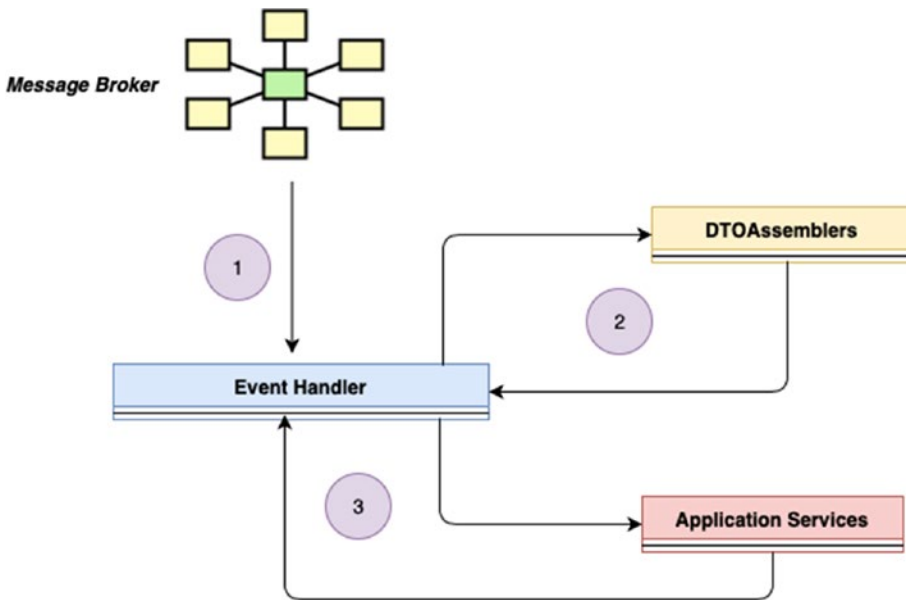 Message Broker
DTOAssemblers
1
2
Event Handler
3
Application Services